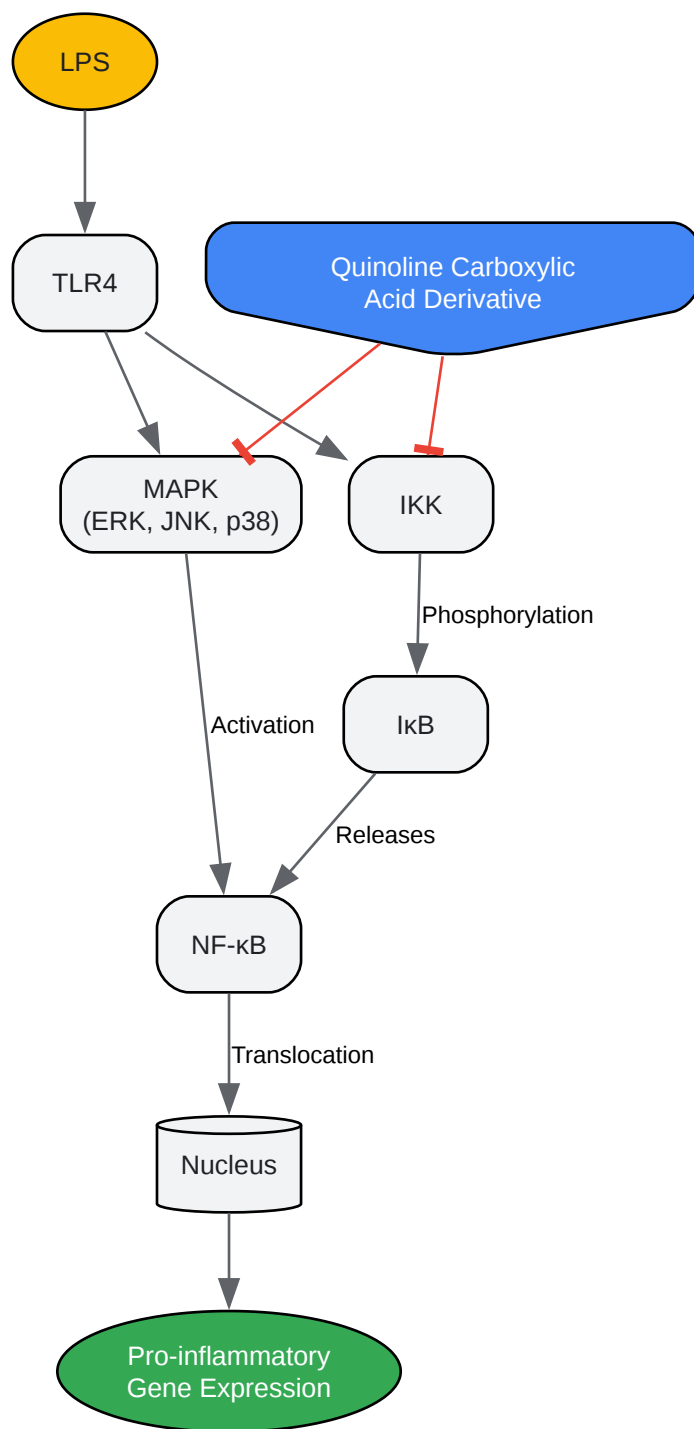 LPS
TLR4
Quinoline Carboxylic
Acid Derivative
MAPK
(ERK, JNK, p38)
IKK
Phosphorylation
IκB
Activation
Releases
NF-κB
Translocation
Nucleus
Pro-inflammatory
Gene Expression